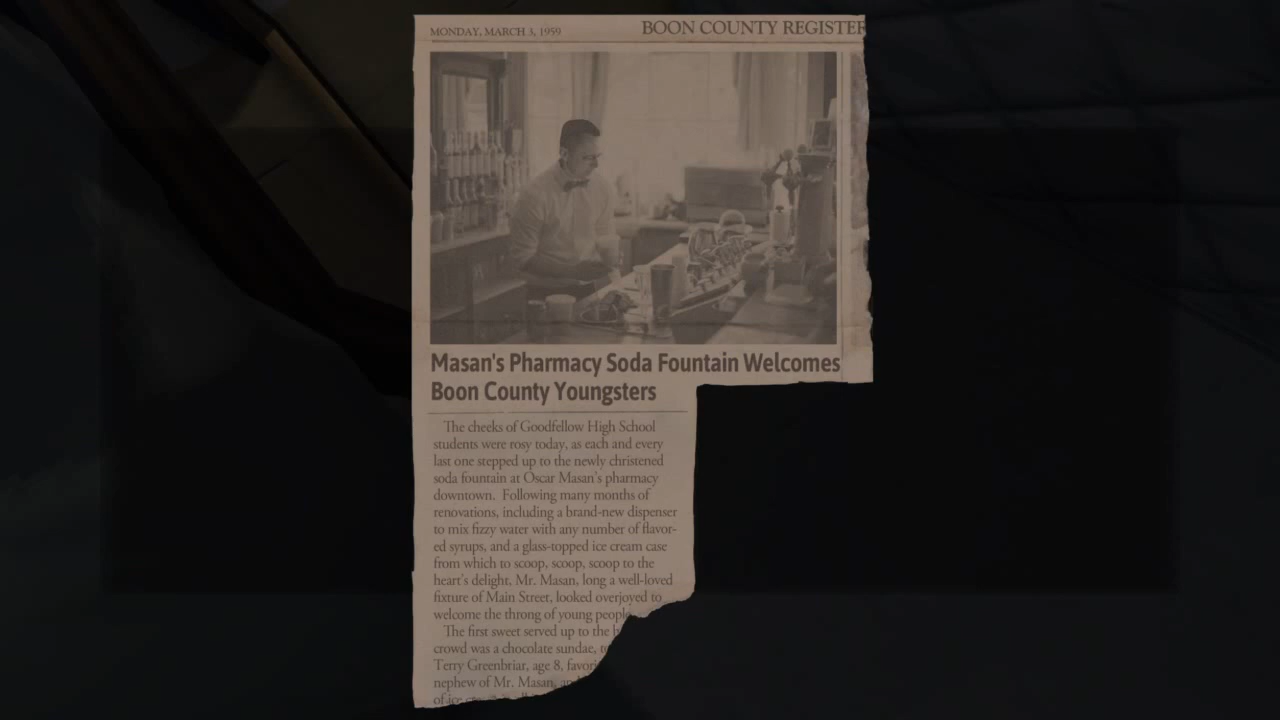 MONDAY, MARCH 3, 1959
BOON COUNTY REGISTER
Masan's Pharmacy Soda Fountain Welcomes
Boon County Youngsters
The cheeks of Goodfellow High School
students were rosy today, as each and every
last one stepped up to the newly christened
soda fountain at Oscar Masan's pharmacy
downtown. Following many months of
renovations, including a brand-new dispenser
to mix fizzy water with any number of flavor-
ed syrups, and a glass-topped ice cream case
from which to scoop, scoop, scoop to the
heart's delight, Mr. Masan, long a well-loved
fixture of Main Street, looked overjoyed to
welcome the throng of young people
The first sweet served up to the
crowd was a chocolate sundae,
Terry Greenbriar, age 8,
nephew of Mr. Masan,
of ice